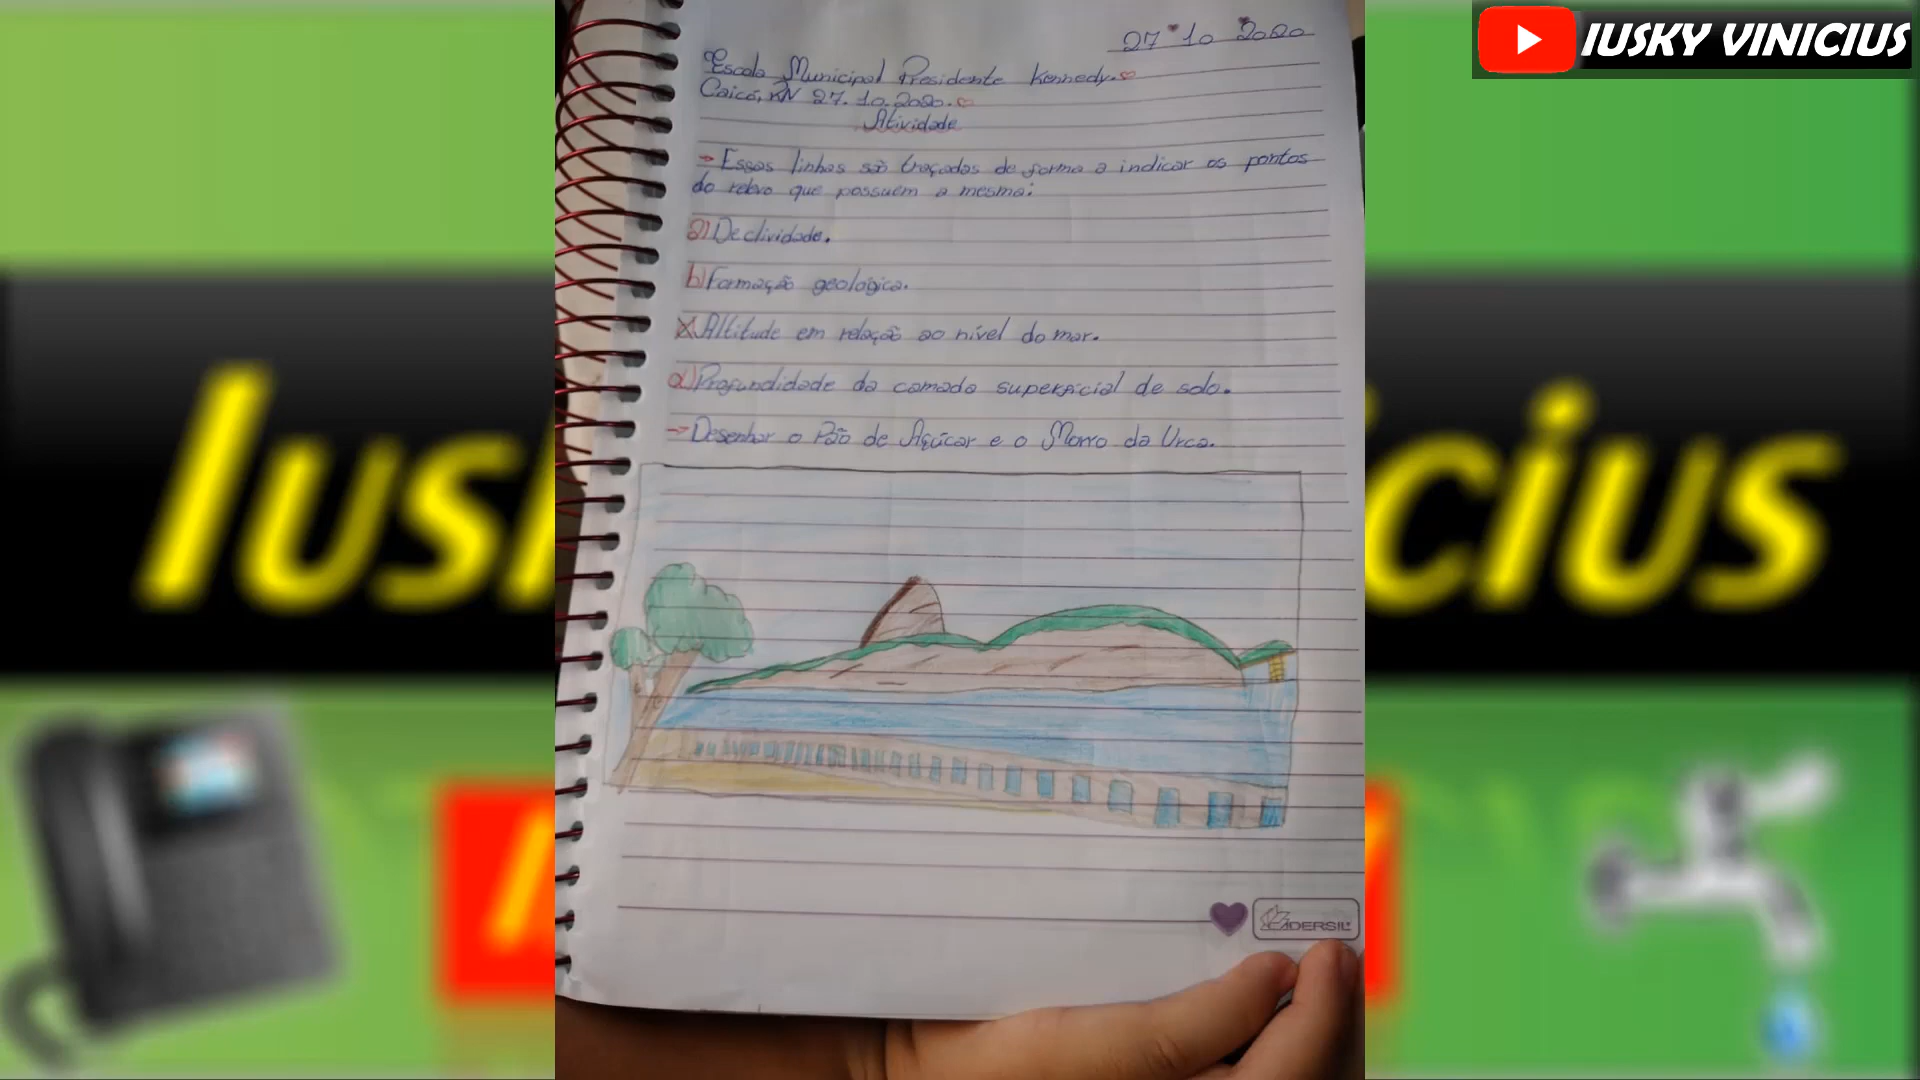 IUSKY VINICIUS
27 10 2020
Escola Municipal Presidente Kennedy.
Caicó, RN 27.10.2020.
Atividade
→ Essas linhas são traçadas de forma a indicar os pontos
do relevo que possuem a mesma:
a) Declividade.
b) Formação geológica.
X Altitude em relação ao nível do mar.
d) Profundidade da camada superficial de solo.
→ Desenhar o Pão de Açúcar e o Morro da Urca.